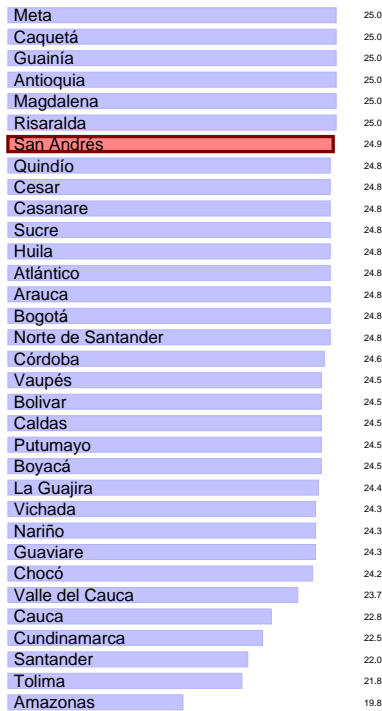 Meta 25.0
Caquetá 25.0
Guainía 25.0
Antioquia 25.0
Magdalena 25.0
Risaralda 25.0
San Andrés 24.9
Quindío 24.8
Cesar 24.8
Casanare 24.8
Sucre 24.8
Huila 24.8
Atlántico 24.8
Arauca 24.8
Bogotá 24.8
Norte de Santander 24.8
Córdoba 24.6
Vaupés 24.5
Bolivar 24.5
Caldas 24.5
Putumayo 24.5
Boyacá 24.5
La Guajira 24.4
Vichada 24.3
Nariño 24.3
Guaviare 24.3
Chocó 24.2
Valle del Cauca 23.7
Cauca 22.8
Cundinamarca 22.5
Santander 22.0
Tolima 21.8
Amazonas 19.8